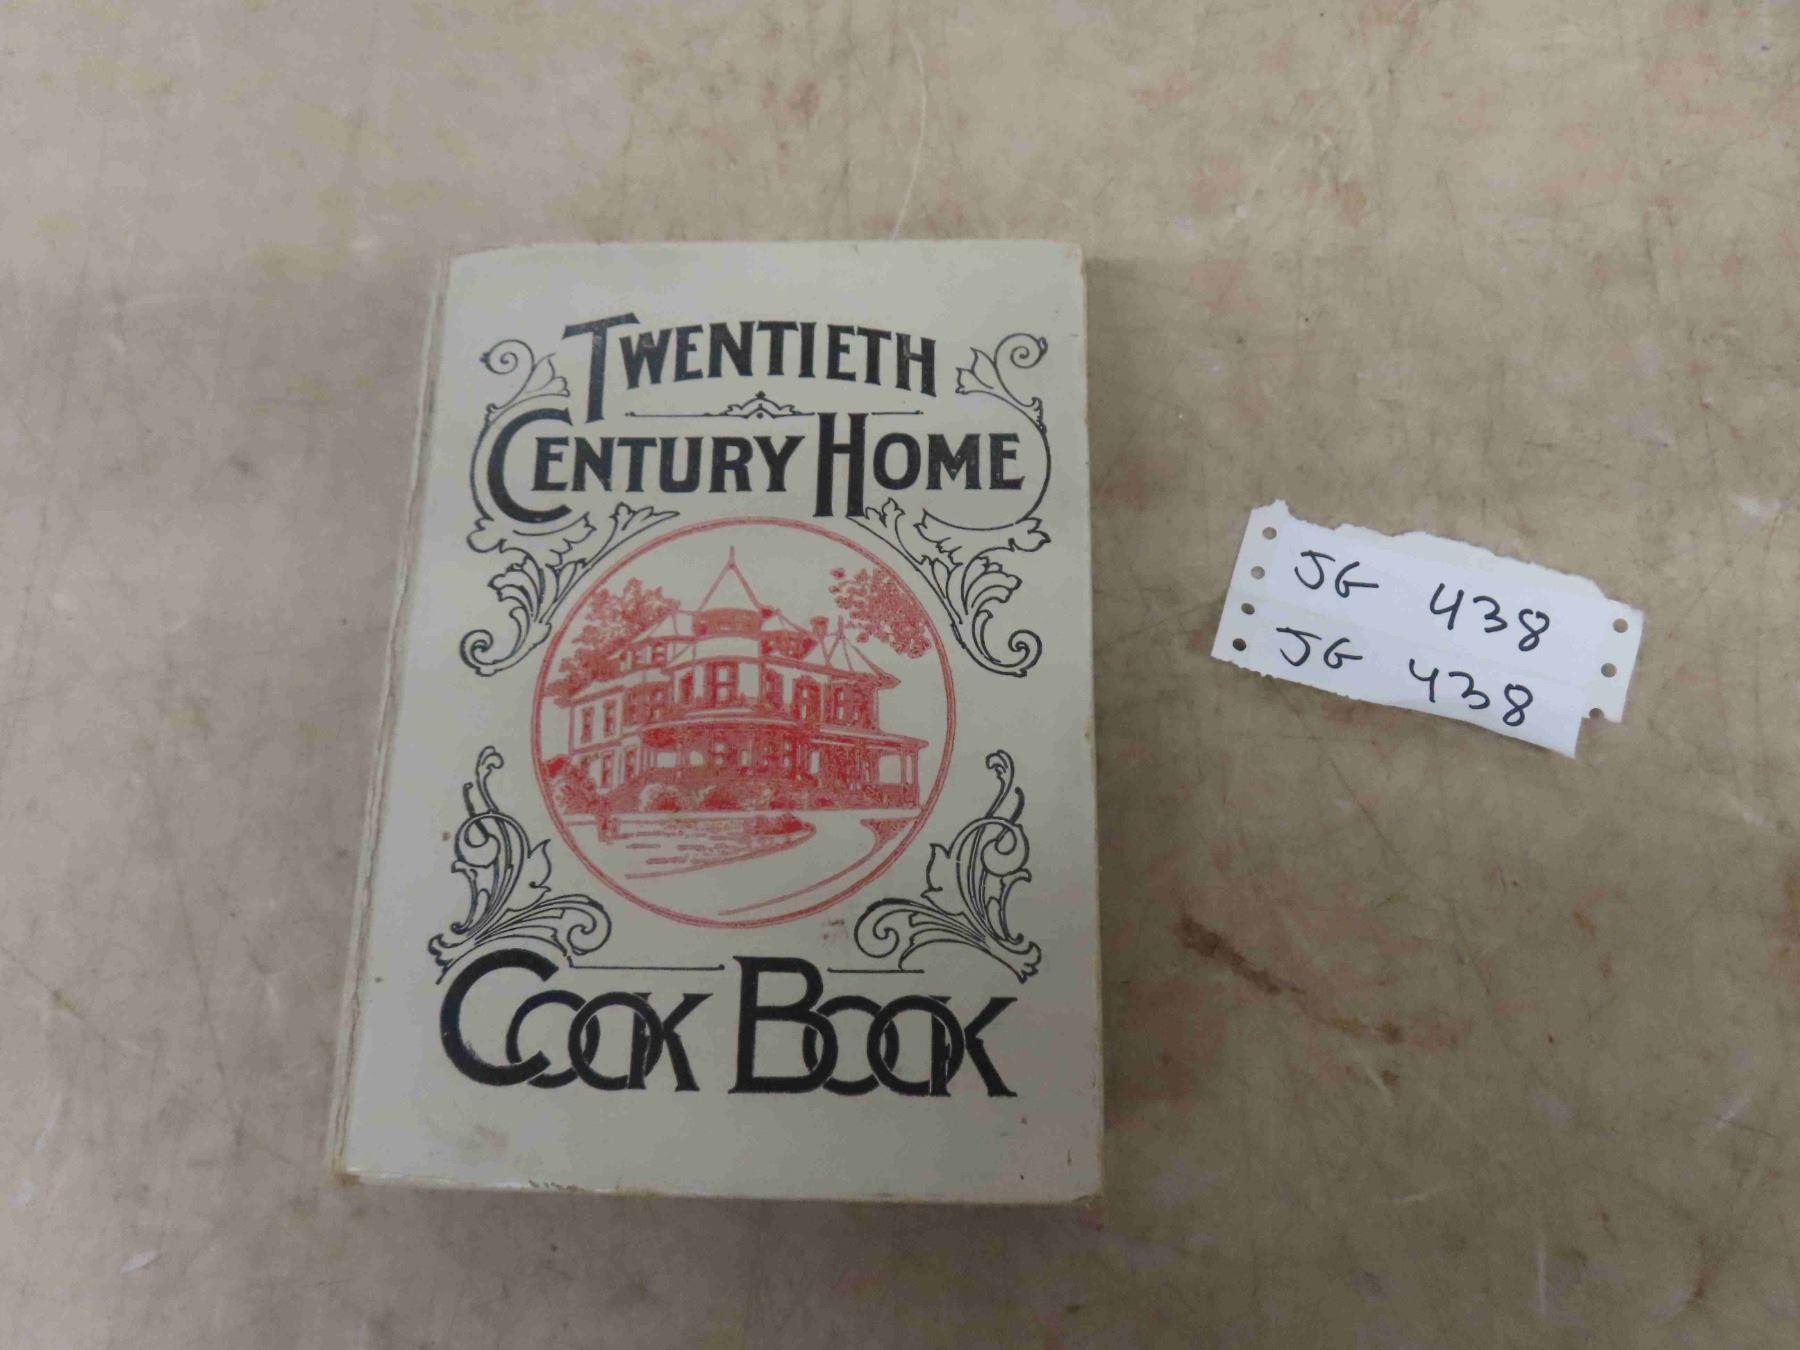 TWENTIETH
CENTURY HOME
COOK BOOK
JG 438
JG 438